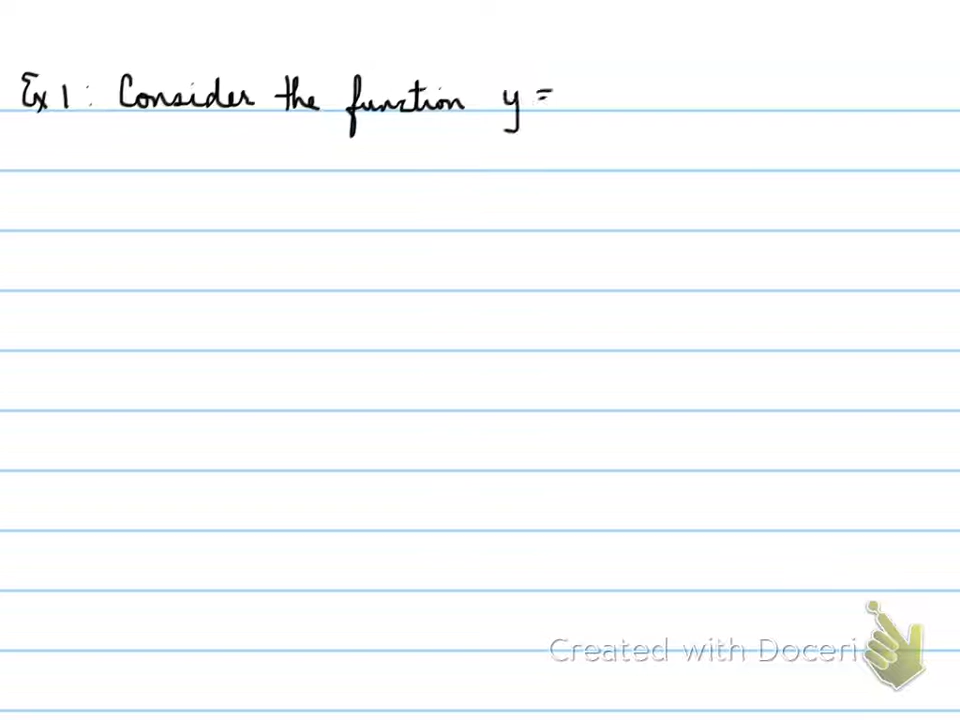 Ex 1: Consider the function y =
Created with Doceri